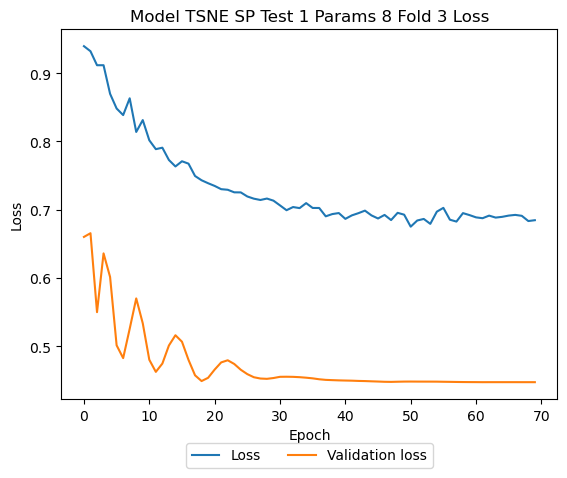 Model TSNE SP Test 1 Params 8 Fold 3 Loss
Loss
0.9
0.8
0.7
0.6
0.5
0 10 20 30 40 50 60 70
Epoch
Loss Validation loss